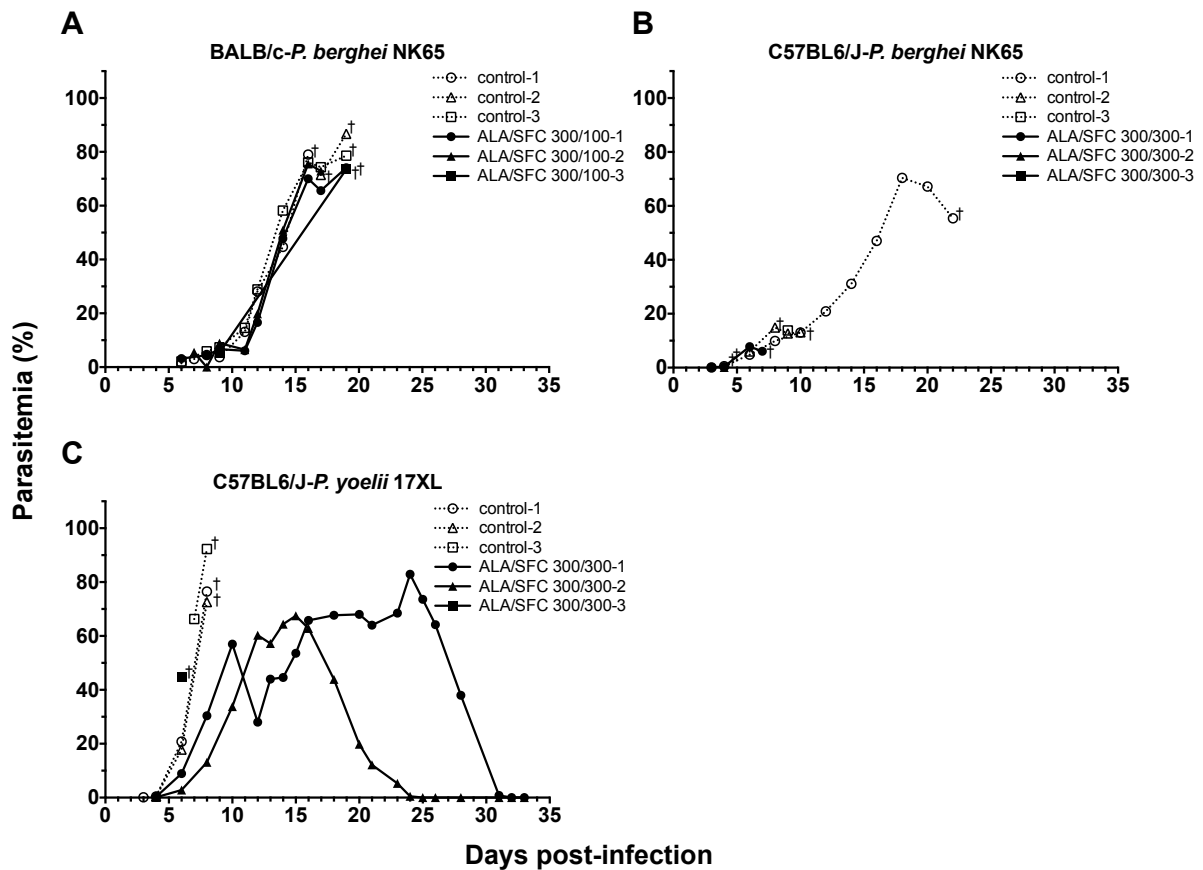 A
BALB/c-P. berghei NK65
control-1
control-2
control-3
ALA/SFC 300/100-1
ALA/SFC 300/100-2
ALA/SFC 300/100-3
100
80
60
40
20
0
0 5 10 15 20 25 30 35
† † † † † †
B
C57BL6/J-P. berghei NK65
control-1
control-2
control-3
ALA/SFC 300/300-1
ALA/SFC 300/300-2
ALA/SFC 300/300-3
100
80
60
40
20
0
0 5 10 15 20 25 30 35
† † † † † †
C
C57BL6/J-P. yoelii 17XL
control-1
control-2
control-3
ALA/SFC 300/300-1
ALA/SFC 300/300-2
ALA/SFC 300/300-3
100
80
60
40
20
0
0 5 10 15 20 25 30 35
† † † †
Parasitemia (%)
Days post-infection